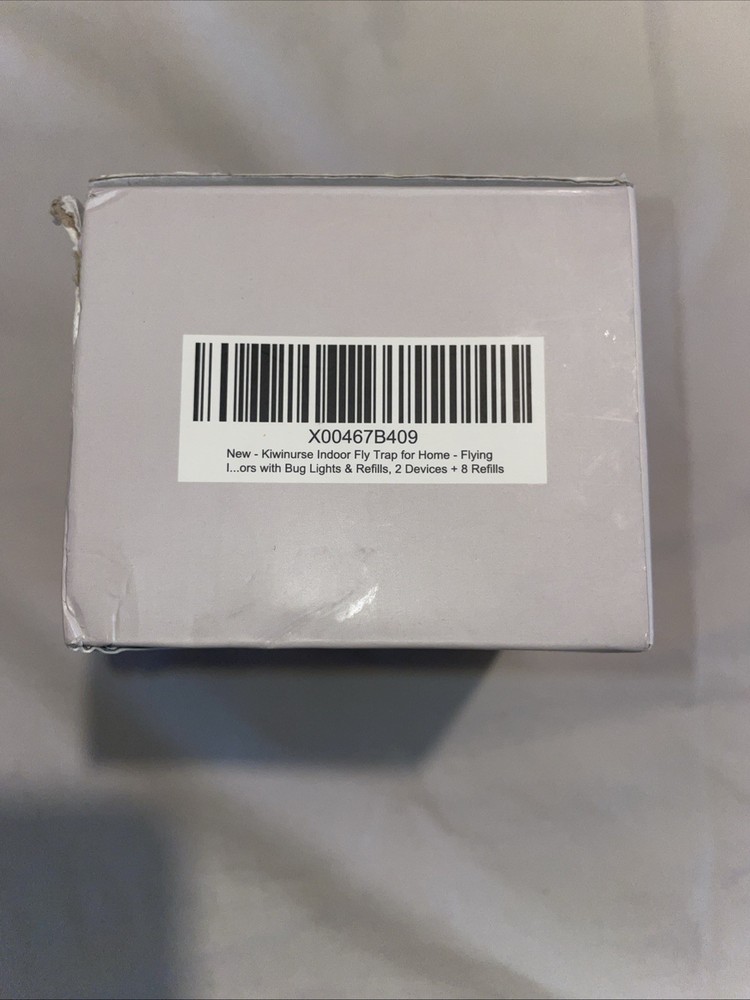 X00467B409
New - Kiwinurse Indoor Fly Trap for Home - Flying
I...ors with Bug Lights & Refills, 2 Devices + 8 Refills